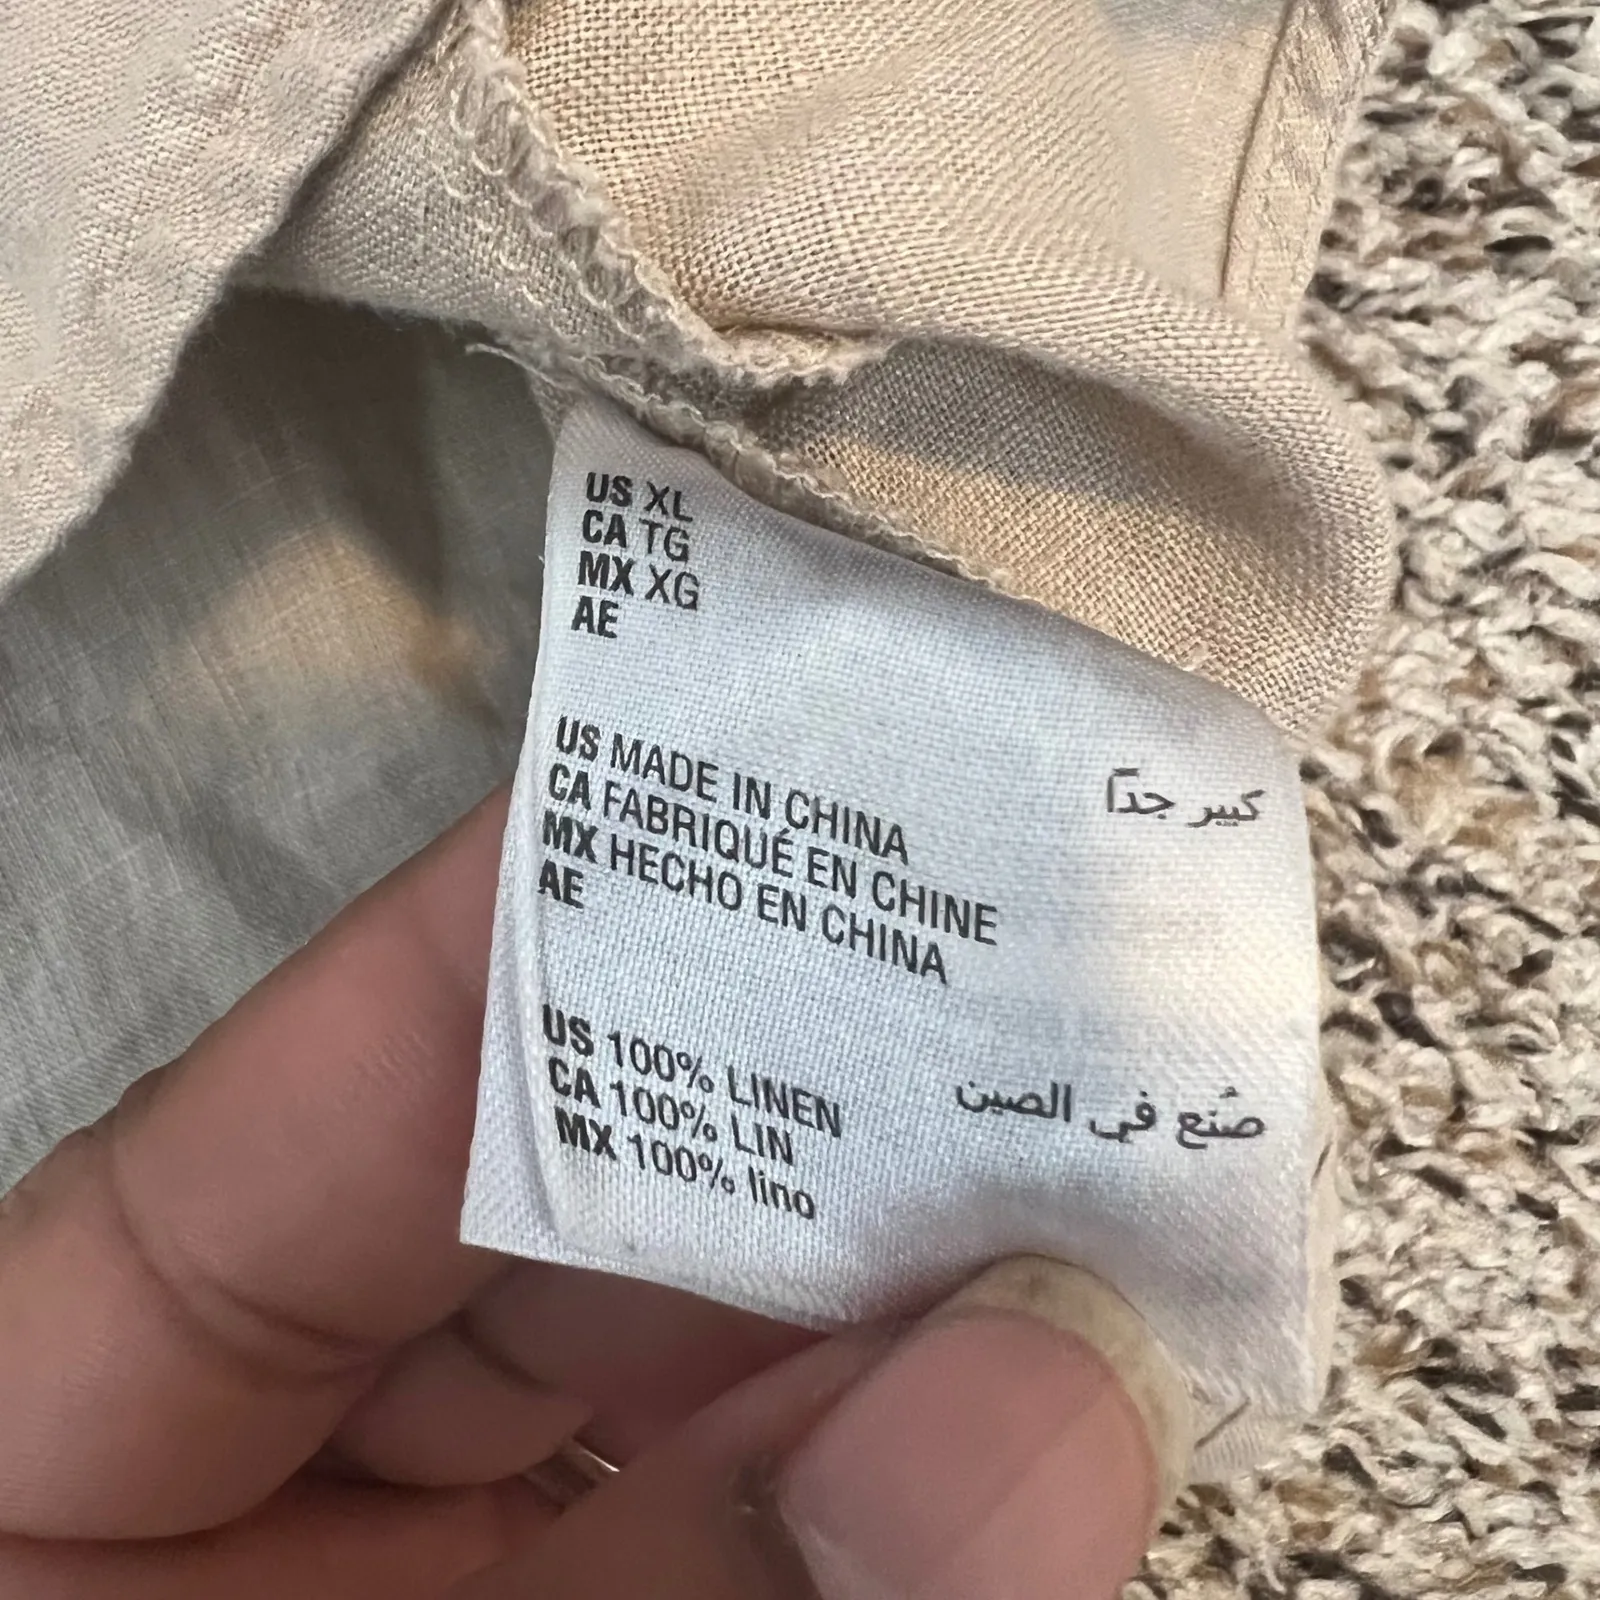 US XL
CA TG
MX XG
AE
كبير جداً
US MADE IN CHINA
CA FABRIQUÉ EN CHINE
MX HECHO EN CHINA
AE
صُنع في الصين
US 100% LINEN
CA 100% LIN
MX 100% lino